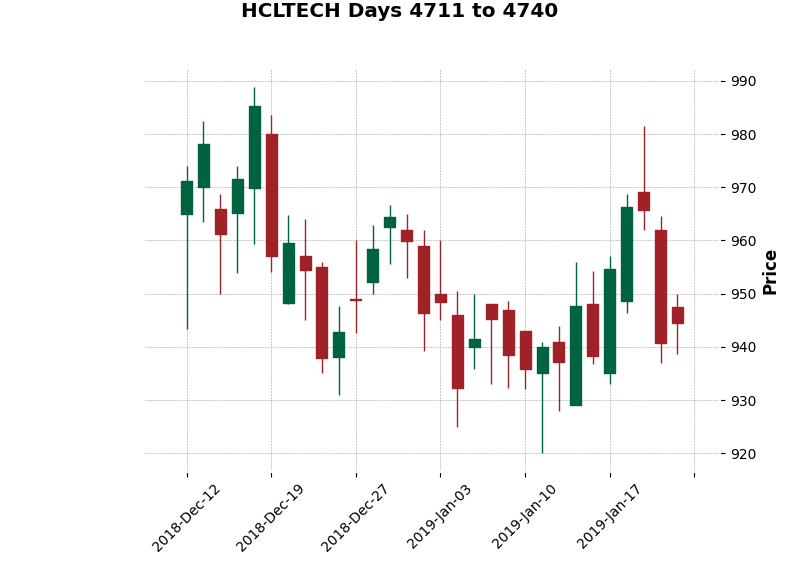 HCLTECH Days 4711 to 4740
990
980
970
960
950
940
930
920
Price
2018-Dec-12
2018-Dec-19
2018-Dec-27
2019-Jan-03
2019-Jan-10
2019-Jan-17